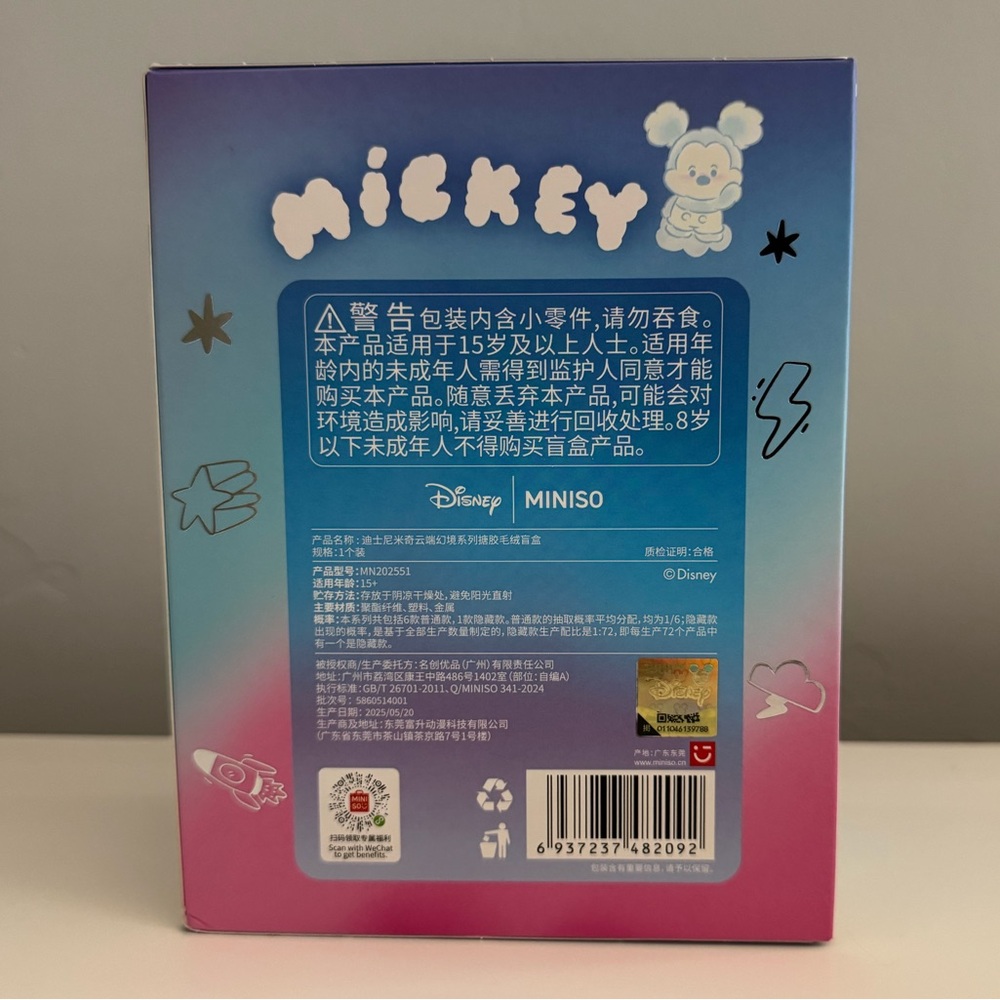 MiCKEY
警告包装内含小零件,请勿吞食。
本产品适用于15岁及以上人士。适用年
龄内的未成年人需得到监护人同意才能
购买本产品。随意丢弃本产品,可能会对
环境造成影响,请妥善进行回收处理。8岁
以下未成年人不得购买盲盒产品。
Disney | MINISO
产品名称:迪士尼米奇云端幻境系列搪胶毛绒盲盒
规格:1个装 质检证明:合格
产品型号:MN202551 ©Disney
适用年龄:15+
贮存方法:存放于阴凉干燥处,避免阳光直射
主要材质:聚酯纤维、塑料、金属
概率:本系列共包括6款普通款,1款隐藏款。普通款的抽取概率平均分配,均为1/6;隐藏款
出现的概率,是基于全部生产数量制定的,隐藏款生产配比是1:72,即每生产72个产品中
有一个是隐藏款。
被授权商/生产委托方:名创优品(广州)有限责任公司
地址:广州市荔湾区康王中路486号1402室(部位:自编A)
执行标准:GB/T 26701-2011、Q/MINISO 341-2024
批次号:5860514001
生产日期:2025/05/20
生产商及地址:东莞富升动漫科技有限公司
(广东省东莞市茶山镇茶京路7号1号楼)
Disney
011046139788
产地:广东东莞
www.miniso.cn
MINI
SO
扫码领取专属福利
Scan with WeChat
to get benefits.
6 937237 482092
包装含有重要信息,请予以保留。